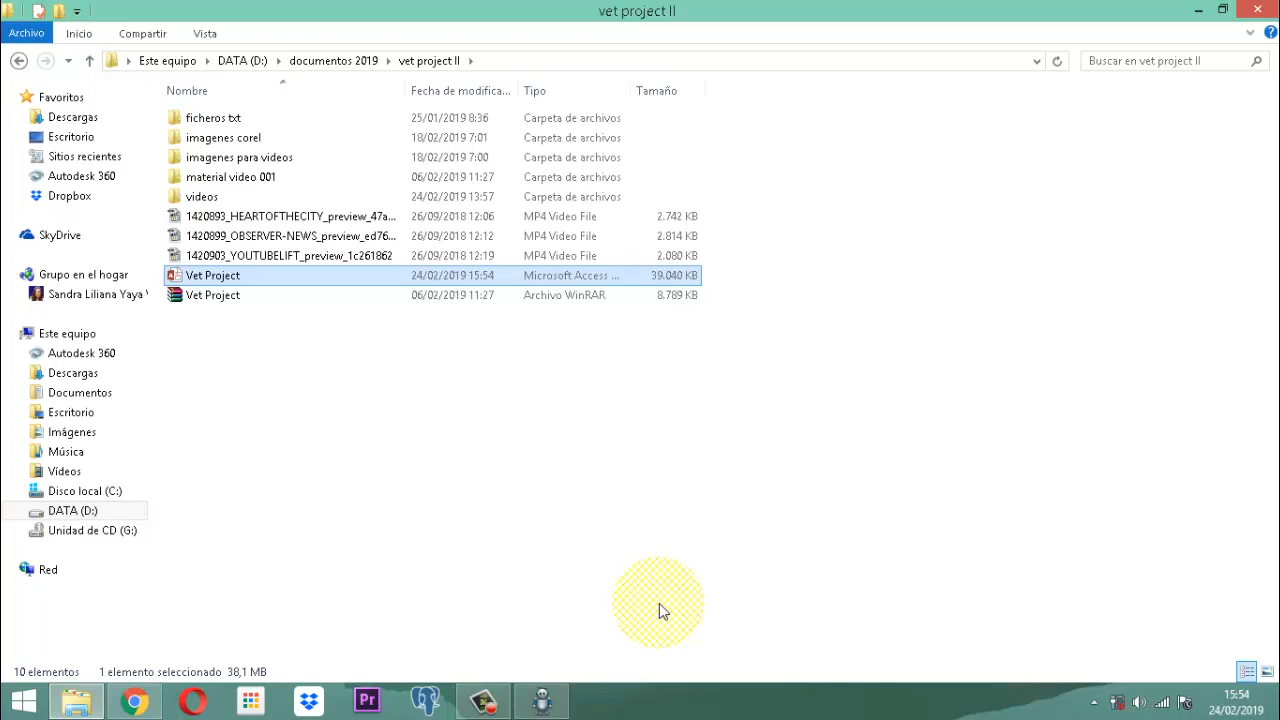 vet project II
Archivo Inicio Compartir Vista
Este equipo DATA (D:) documentos 2019 vet project II Buscar en vet project II
Nombre Fecha de modifica... Tipo Tamaño
Favoritos
Descargas
Escritorio
Sitios recientes
Autodesk 360
Dropbox
SkyDrive
Grupo en el hogar
Sandra Liliana Yaya
Este equipo
Autodesk 360
Descargas
Documentos
Escritorio
Imágenes
Música
Vídeos
Disco local (C:)
DATA (D:)
Unidad de CD (G:)
Red
ficheros txt 25/01/2019 8:36 Carpeta de archivos
imagenes corel 18/02/2019 7:01 Carpeta de archivos
imagenes para videos 18/02/2019 7:00 Carpeta de archivos
material video 001 06/02/2019 11:27 Carpeta de archivos
videos 24/02/2019 13:57 Carpeta de archivos
1420893_HEARTOFTHECITY_preview_47a... 26/09/2018 12:06 MP4 Video File 2.742 KB
1420899_OBSERVER-NEWS_preview_ed76... 26/09/2018 12:12 MP4 Video File 2.814 KB
1420903_YOUTUBELIFT_preview_1c261862 26/09/2018 12:19 MP4 Video File 2.080 KB
Vet Project 24/02/2019 15:54 Microsoft Access ... 39.040 KB
Vet Project 06/02/2019 11:27 Archivo WinRAR 8.789 KB
10 elementos 1 elemento seleccionado 38,1 MB
Pr
15:54
24/02/2019